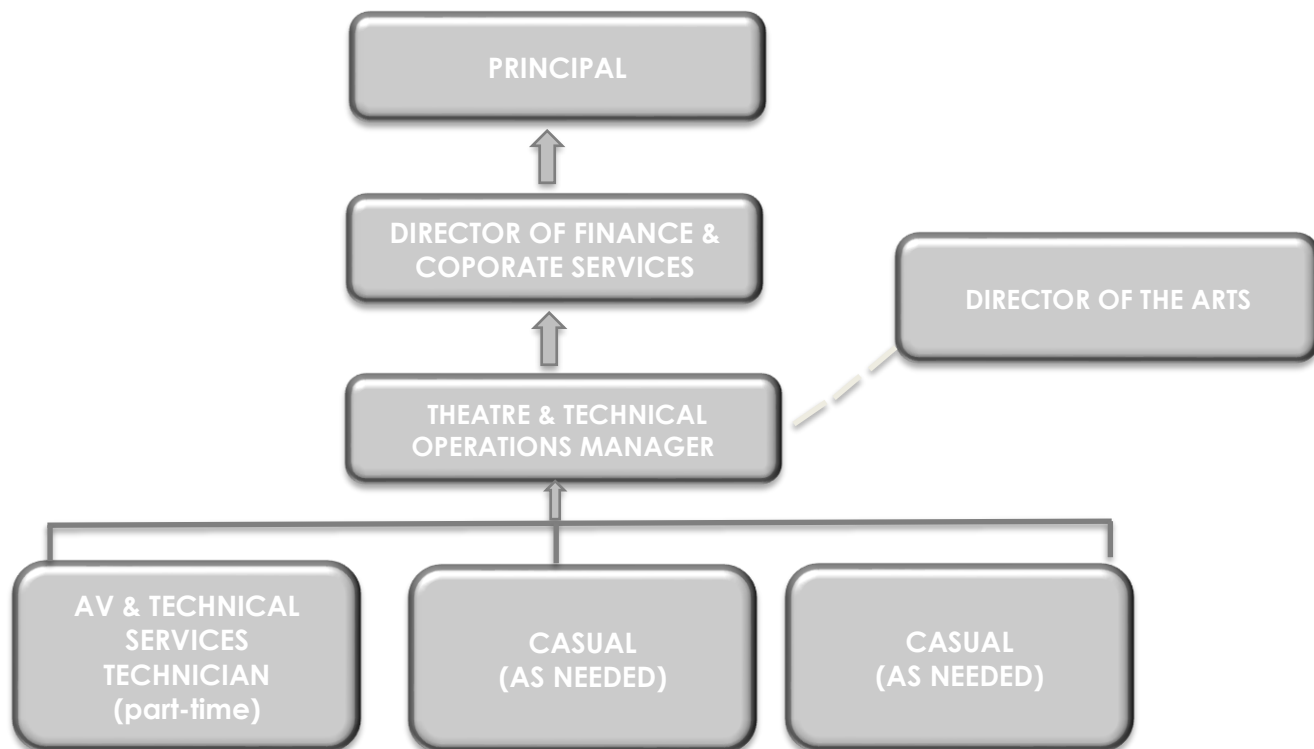 PRINCIPAL
DIRECTOR OF FINANCE &
COPORATE SERVICES
DIRECTOR OF THE ARTS
THEATRE & TECHNICAL
OPERATIONS MANAGER
AV & TECHNICAL
SERVICES
TECHNICIAN
(part-time)
CASUAL
(AS NEEDED)
CASUAL
(AS NEEDED)